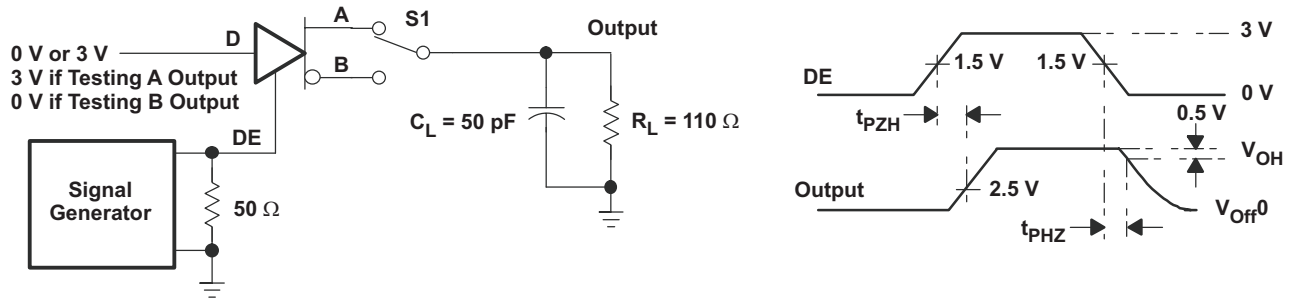 0 V or 3 V
3 V if Testing A Output
0 V if Testing B Output
D
A
B
S1
Output
C_L = 50 pF
R_L = 110 Ω
DE
Signal
Generator
50 Ω
DE
1.5 V
1.5 V
3 V
0 V
t_PZH
0.5 V
V_OH
Output
2.5 V
V_Off0
t_PHZ